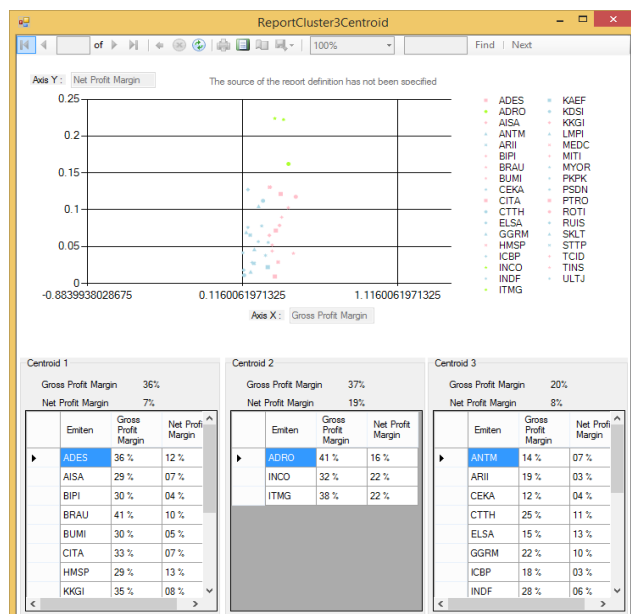 ReportCluster3Centroid
of 100% Find | Next
Axis Y : Net Profit Margin
The source of the report definition has not been specified
0.25
0.2
0.15
0.1
0.05
0
-0.8839938028675 0.1160061971325 1.1160061971325
Axis X : Gross Profit Margin
ADES KAEF
ADRO KDSI
AISA KKGI
ANTM LMPI
ARII MEDC
BIPI MITI
BRAU MYOR
BUMI PKPK
CEKA PSDN
CITA PTRO
CTTH ROTI
ELSA RUIS
GGRM SKLT
HMSP STTP
ICBP TCID
INCO TINS
INDF ULTJ
ITMG
Centroid 1
Gross Profit Margin 36%
Net Profit Margin 7%
Emiten Gross Profit Margin Net Profi Margin
ADES 36 % 12 %
AISA 29 % 07 %
BIPI 30 % 04 %
BRAU 41 % 10 %
BUMI 30 % 05 %
CITA 33 % 07 %
HMSP 29 % 13 %
KKGI 35 % 08 %
Centroid 2
Gross Profit Margin 37%
Net Profit Margin 19%
Emiten Gross Profit Margin Net Profit Margin
ADRO 41 % 16 %
INCO 32 % 22 %
ITMG 38 % 22 %
Centroid 3
Gross Profit Margin 20%
Net Profit Margin 8%
Emiten Gross Profit Margin Net Profi Margin
ANTM 14 % 07 %
ARII 19 % 03 %
CEKA 12 % 04 %
CTTH 25 % 11 %
ELSA 15 % 13 %
GGRM 22 % 10 %
ICBP 18 % 03 %
INDF 28 % 06 %